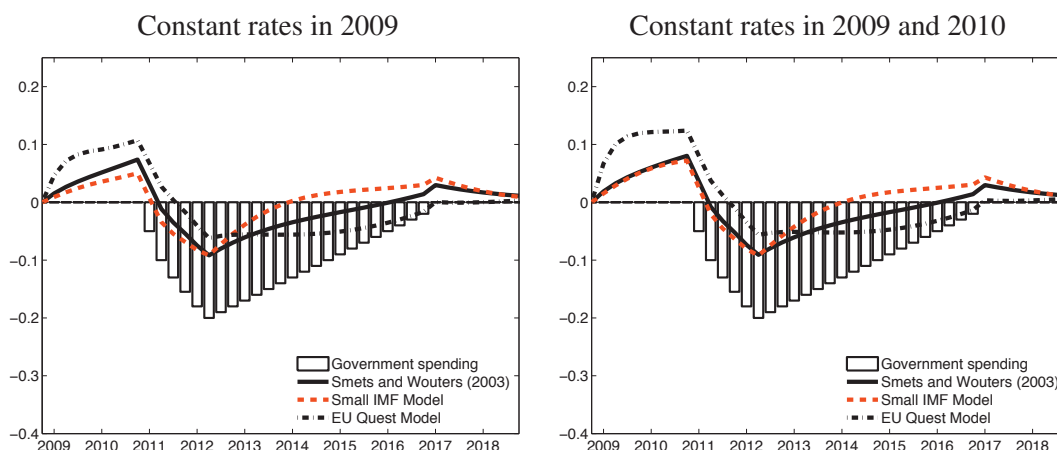 Constant rates in 2009
0.2
0.1
0
−0.1
−0.2
−0.3
−0.4
2009 2010 2011 2012 2013 2014 2015 2016 2017 2018
Government spending
Smets and Wouters (2003)
Small IMF Model
EU Quest Model
Constant rates in 2009 and 2010
0.2
0.1
0
−0.1
−0.2
−0.3
−0.4
2009 2010 2011 2012 2013 2014 2015 2016 2017 2018
Government spending
Smets and Wouters (2003)
Small IMF Model
EU Quest Model